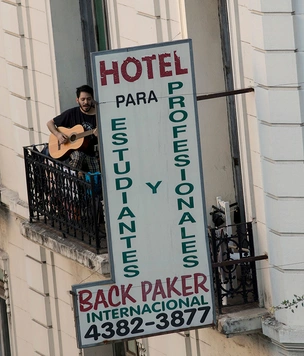 HOTEL
PARA
ESTUDIANTES
Y
PROFESIONALES
BACK PAKER
INTERNACIONAL
4382-3877